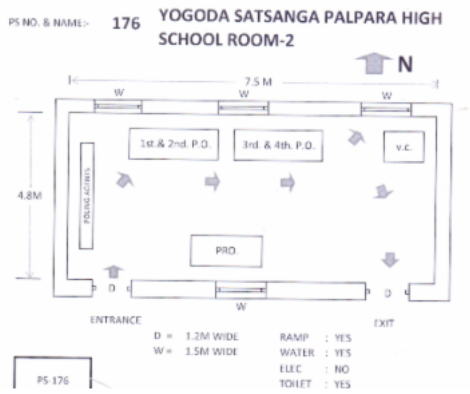 PS NO. & NAME:- 176 YOGODA SATSANGA PALPARA HIGH
SCHOOL ROOM-2
N
7.5 M
W W W
1st.& 2nd. P.O. 3rd. & 4th. P.O. v.c.
4.8M
POLING AGENTS
PRO.
D D
W
ENTRANCE EXIT
D = 1.2M WIDE RAMP : YES
W = 1.5M WIDE WATER : YES
ELEC : NO
PS-176 TOILET : YES